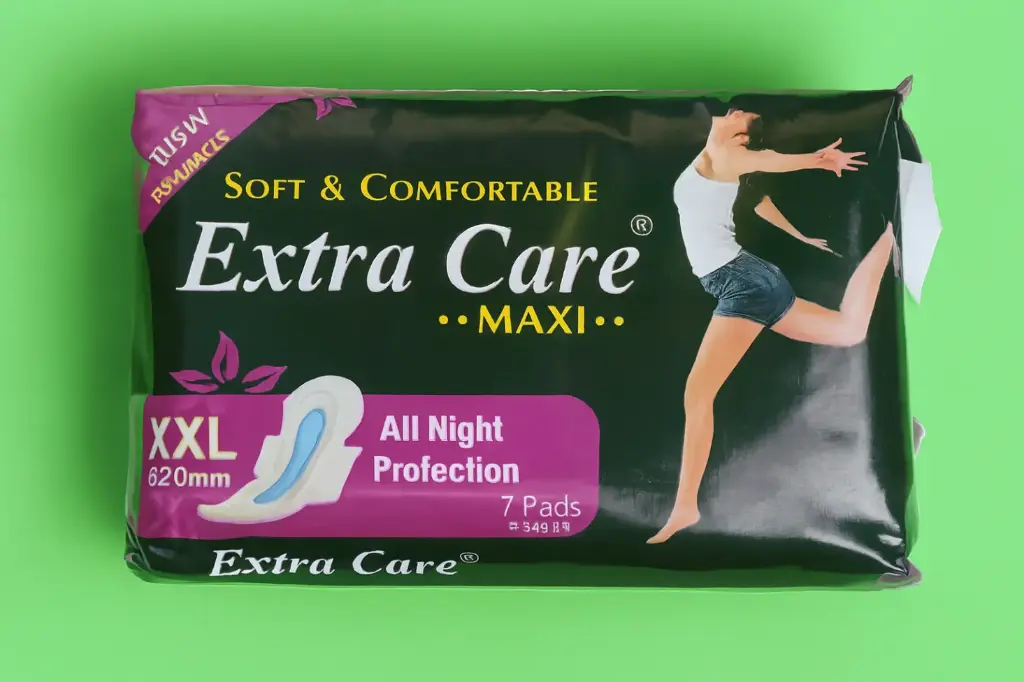 SOFT & COMFORTABLE
Extra Care®
••MAXI••
XXL
620mm
All Night
Profection
7 Pads
Extra Care®